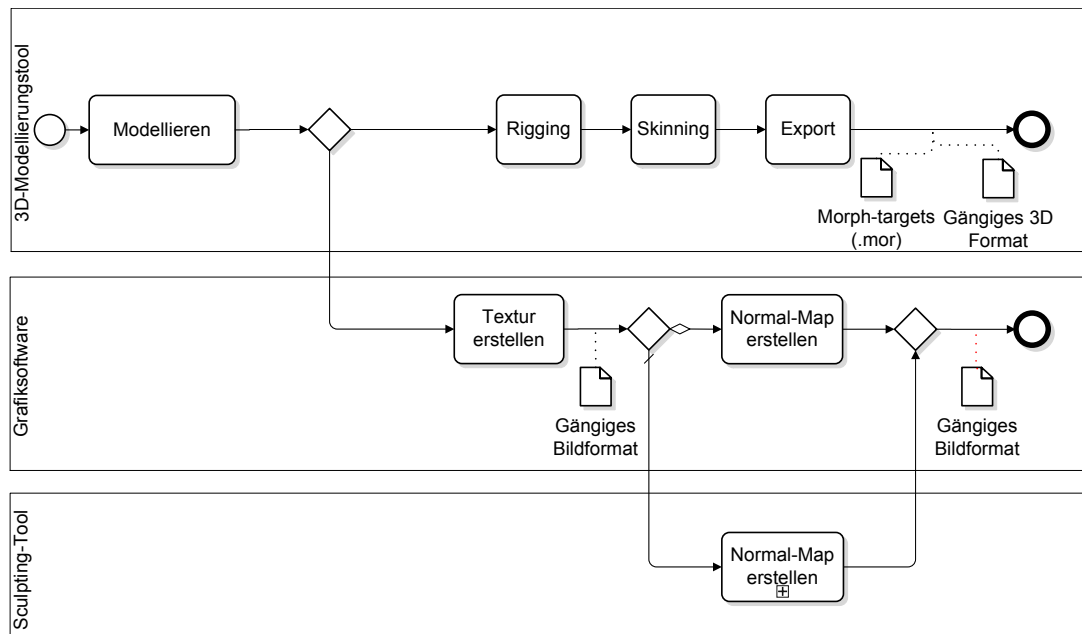 3D-Modellierungstool
Modellieren
Rigging
Skinning
Export
Morph-targets
(.mor)
Gängiges 3D
Format
Grafiksoftware
Textur
erstellen
Normal-Map
erstellen
Gängiges
Bildformat
Gängiges
Bildformat
Sculpting-Tool
Normal-Map
erstellen